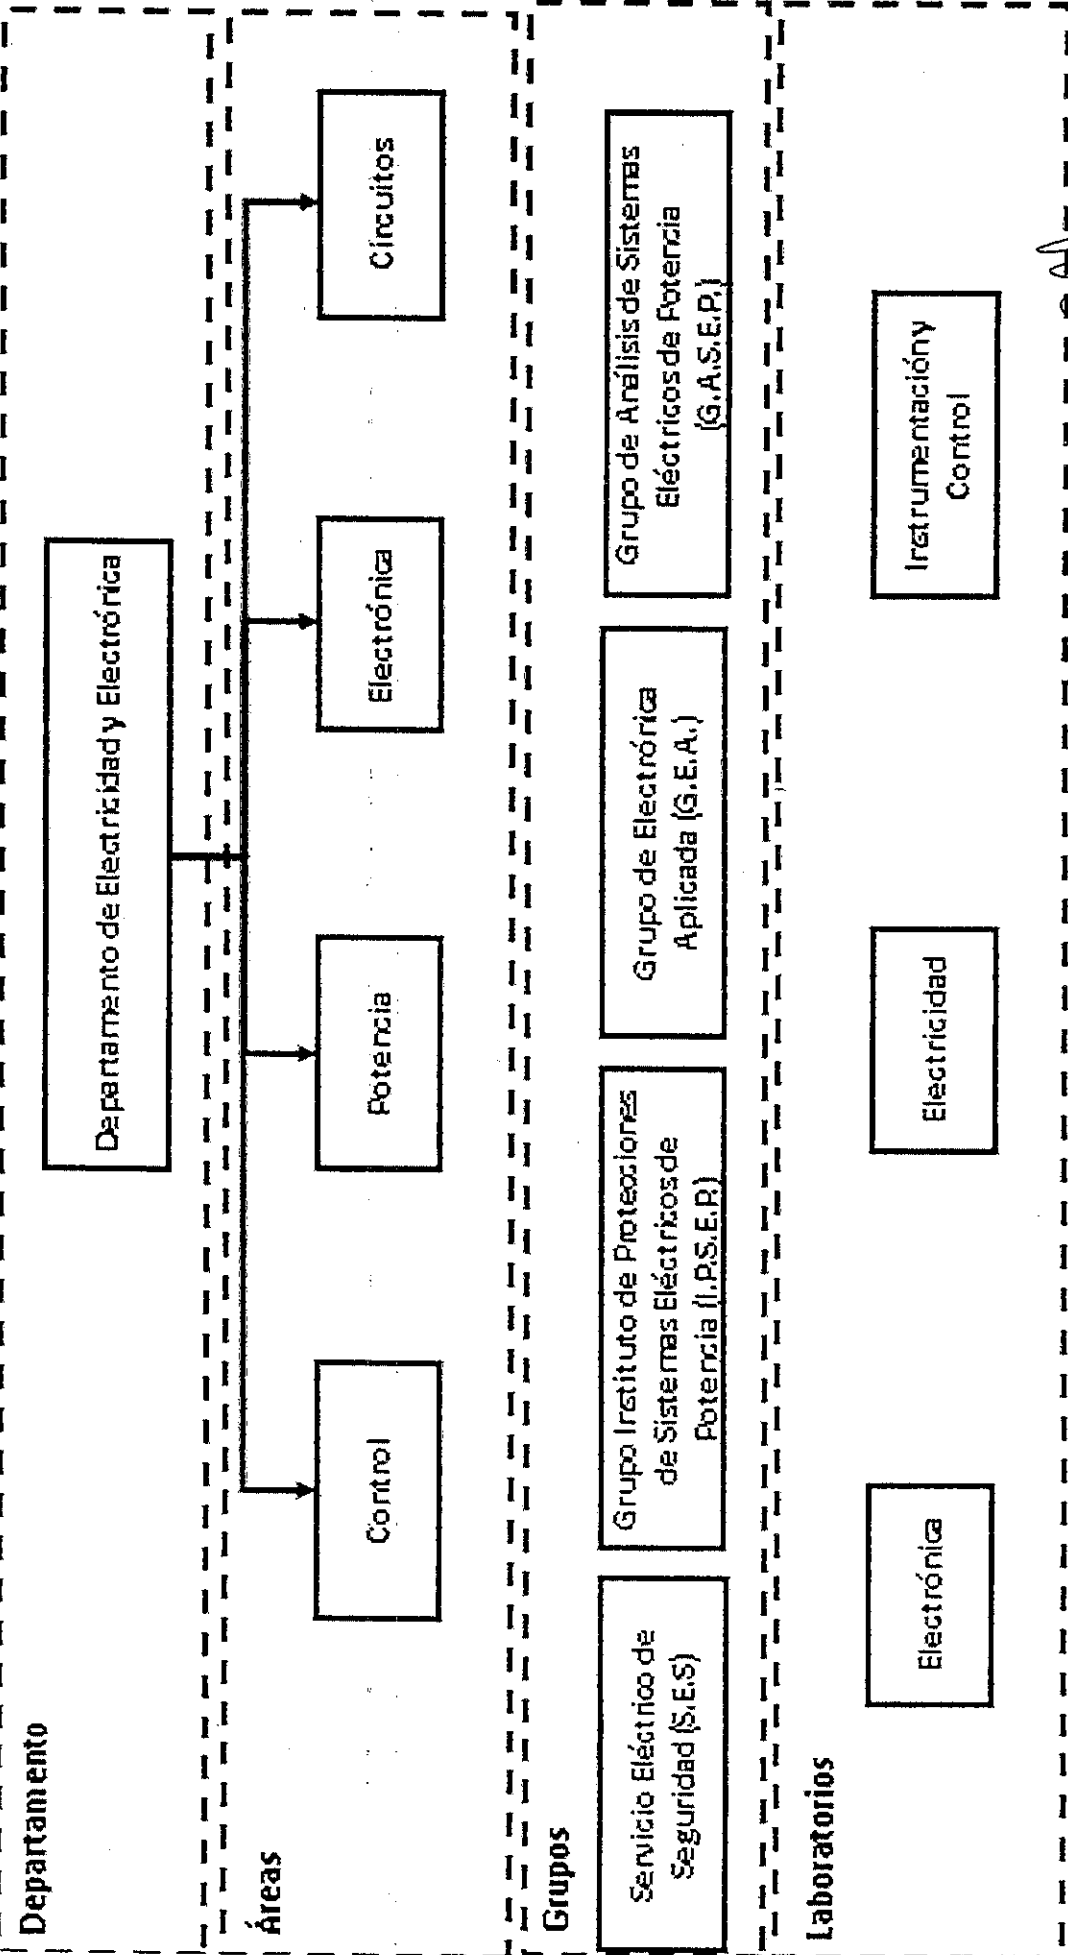 Departamento
Departamento de Electricidad y Electrónica
Áreas
Control
Potencia
Electrónica
Circuitos
Grupos
Servicio Eléctrico de
Seguridad (S.E.S)
Grupo Instituto de Protecciones
de Sistemas Eléctricos de
Potencia (I.P.S.E.P.)
Grupo de Electrónica
Aplicada (G.E.A.)
Grupo de Análisis de Sistemas
Eléctricos de Potencia
(G.A.S.E.P.)
Laboratorios
Electrónica
Electricidad
Instrumentación y
Control